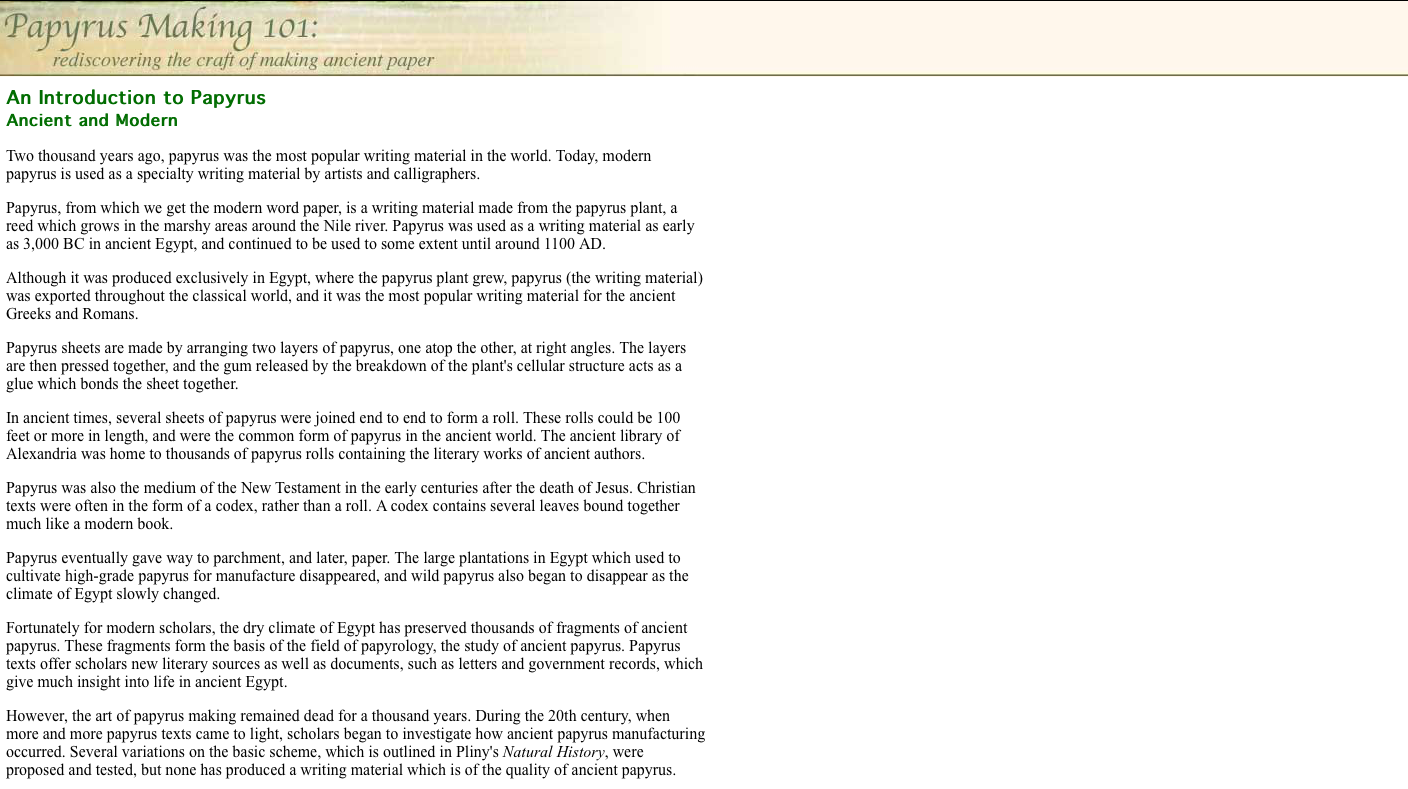 Papyrus Making 101:
rediscovering the craft of making ancient paper
An Introduction to Papyrus
Ancient and Modern
Two thousand years ago, papyrus was the most popular writing material in the world. Today, modern
papyrus is used as a specialty writing material by artists and calligraphers.
Papyrus, from which we get the modern word paper, is a writing material made from the papyrus plant, a
reed which grows in the marshy areas around the Nile river. Papyrus was used as a writing material as early
as 3,000 BC in ancient Egypt, and continued to be used to some extent until around 1100 AD.
Although it was produced exclusively in Egypt, where the papyrus plant grew, papyrus (the writing material)
was exported throughout the classical world, and it was the most popular writing material for the ancient
Greeks and Romans.
Papyrus sheets are made by arranging two layers of papyrus, one atop the other, at right angles. The layers
are then pressed together, and the gum released by the breakdown of the plant's cellular structure acts as a
glue which bonds the sheet together.
In ancient times, several sheets of papyrus were joined end to end to form a roll. These rolls could be 100
feet or more in length, and were the common form of papyrus in the ancient world. The ancient library of
Alexandria was home to thousands of papyrus rolls containing the literary works of ancient authors.
Papyrus was also the medium of the New Testament in the early centuries after the death of Jesus. Christian
texts were often in the form of a codex, rather than a roll. A codex contains several leaves bound together
much like a modern book.
Papyrus eventually gave way to parchment, and later, paper. The large plantations in Egypt which used to
cultivate high-grade papyrus for manufacture disappeared, and wild papyrus also began to disappear as the
climate of Egypt slowly changed.
Fortunately for modern scholars, the dry climate of Egypt has preserved thousands of fragments of ancient
papyrus. These fragments form the basis of the field of papyrology, the study of ancient papyrus. Papyrus
texts offer scholars new literary sources as well as documents, such as letters and government records, which
give much insight into life in ancient Egypt.
However, the art of papyrus making remained dead for a thousand years. During the 20th century, when
more and more papyrus texts came to light, scholars began to investigate how ancient papyrus manufacturing
occurred. Several variations on the basic scheme, which is outlined in Pliny's Natural History, were
proposed and tested, but none has produced a writing material which is of the quality of ancient papyrus.